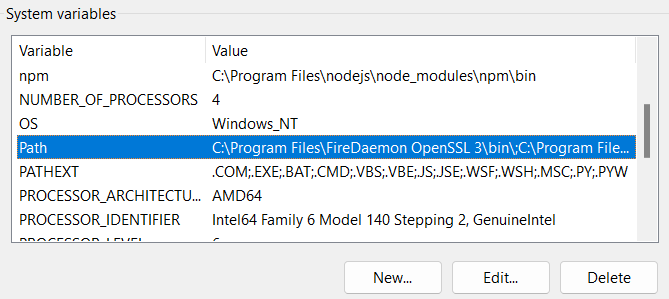 System variables
Variable Value
npm C:\Program Files\nodejs\node_modules\npm\bin
NUMBER_OF_PROCESSORS 4
OS Windows_NT
Path C:\Program Files\FireDaemon OpenSSL 3\bin\;C:\Program File...
PATHEXT .COM;.EXE;.BAT;.CMD;.VBS;.VBE;.JS;.JSE;.WSF;.WSH;.MSC;.PY;.PYW
PROCESSOR_ARCHITECTU... AMD64
PROCESSOR_IDENTIFIER Intel64 Family 6 Model 140 Stepping 2, GenuineIntel
PROCESSOR_LEVEL 6
New... Edit... Delete